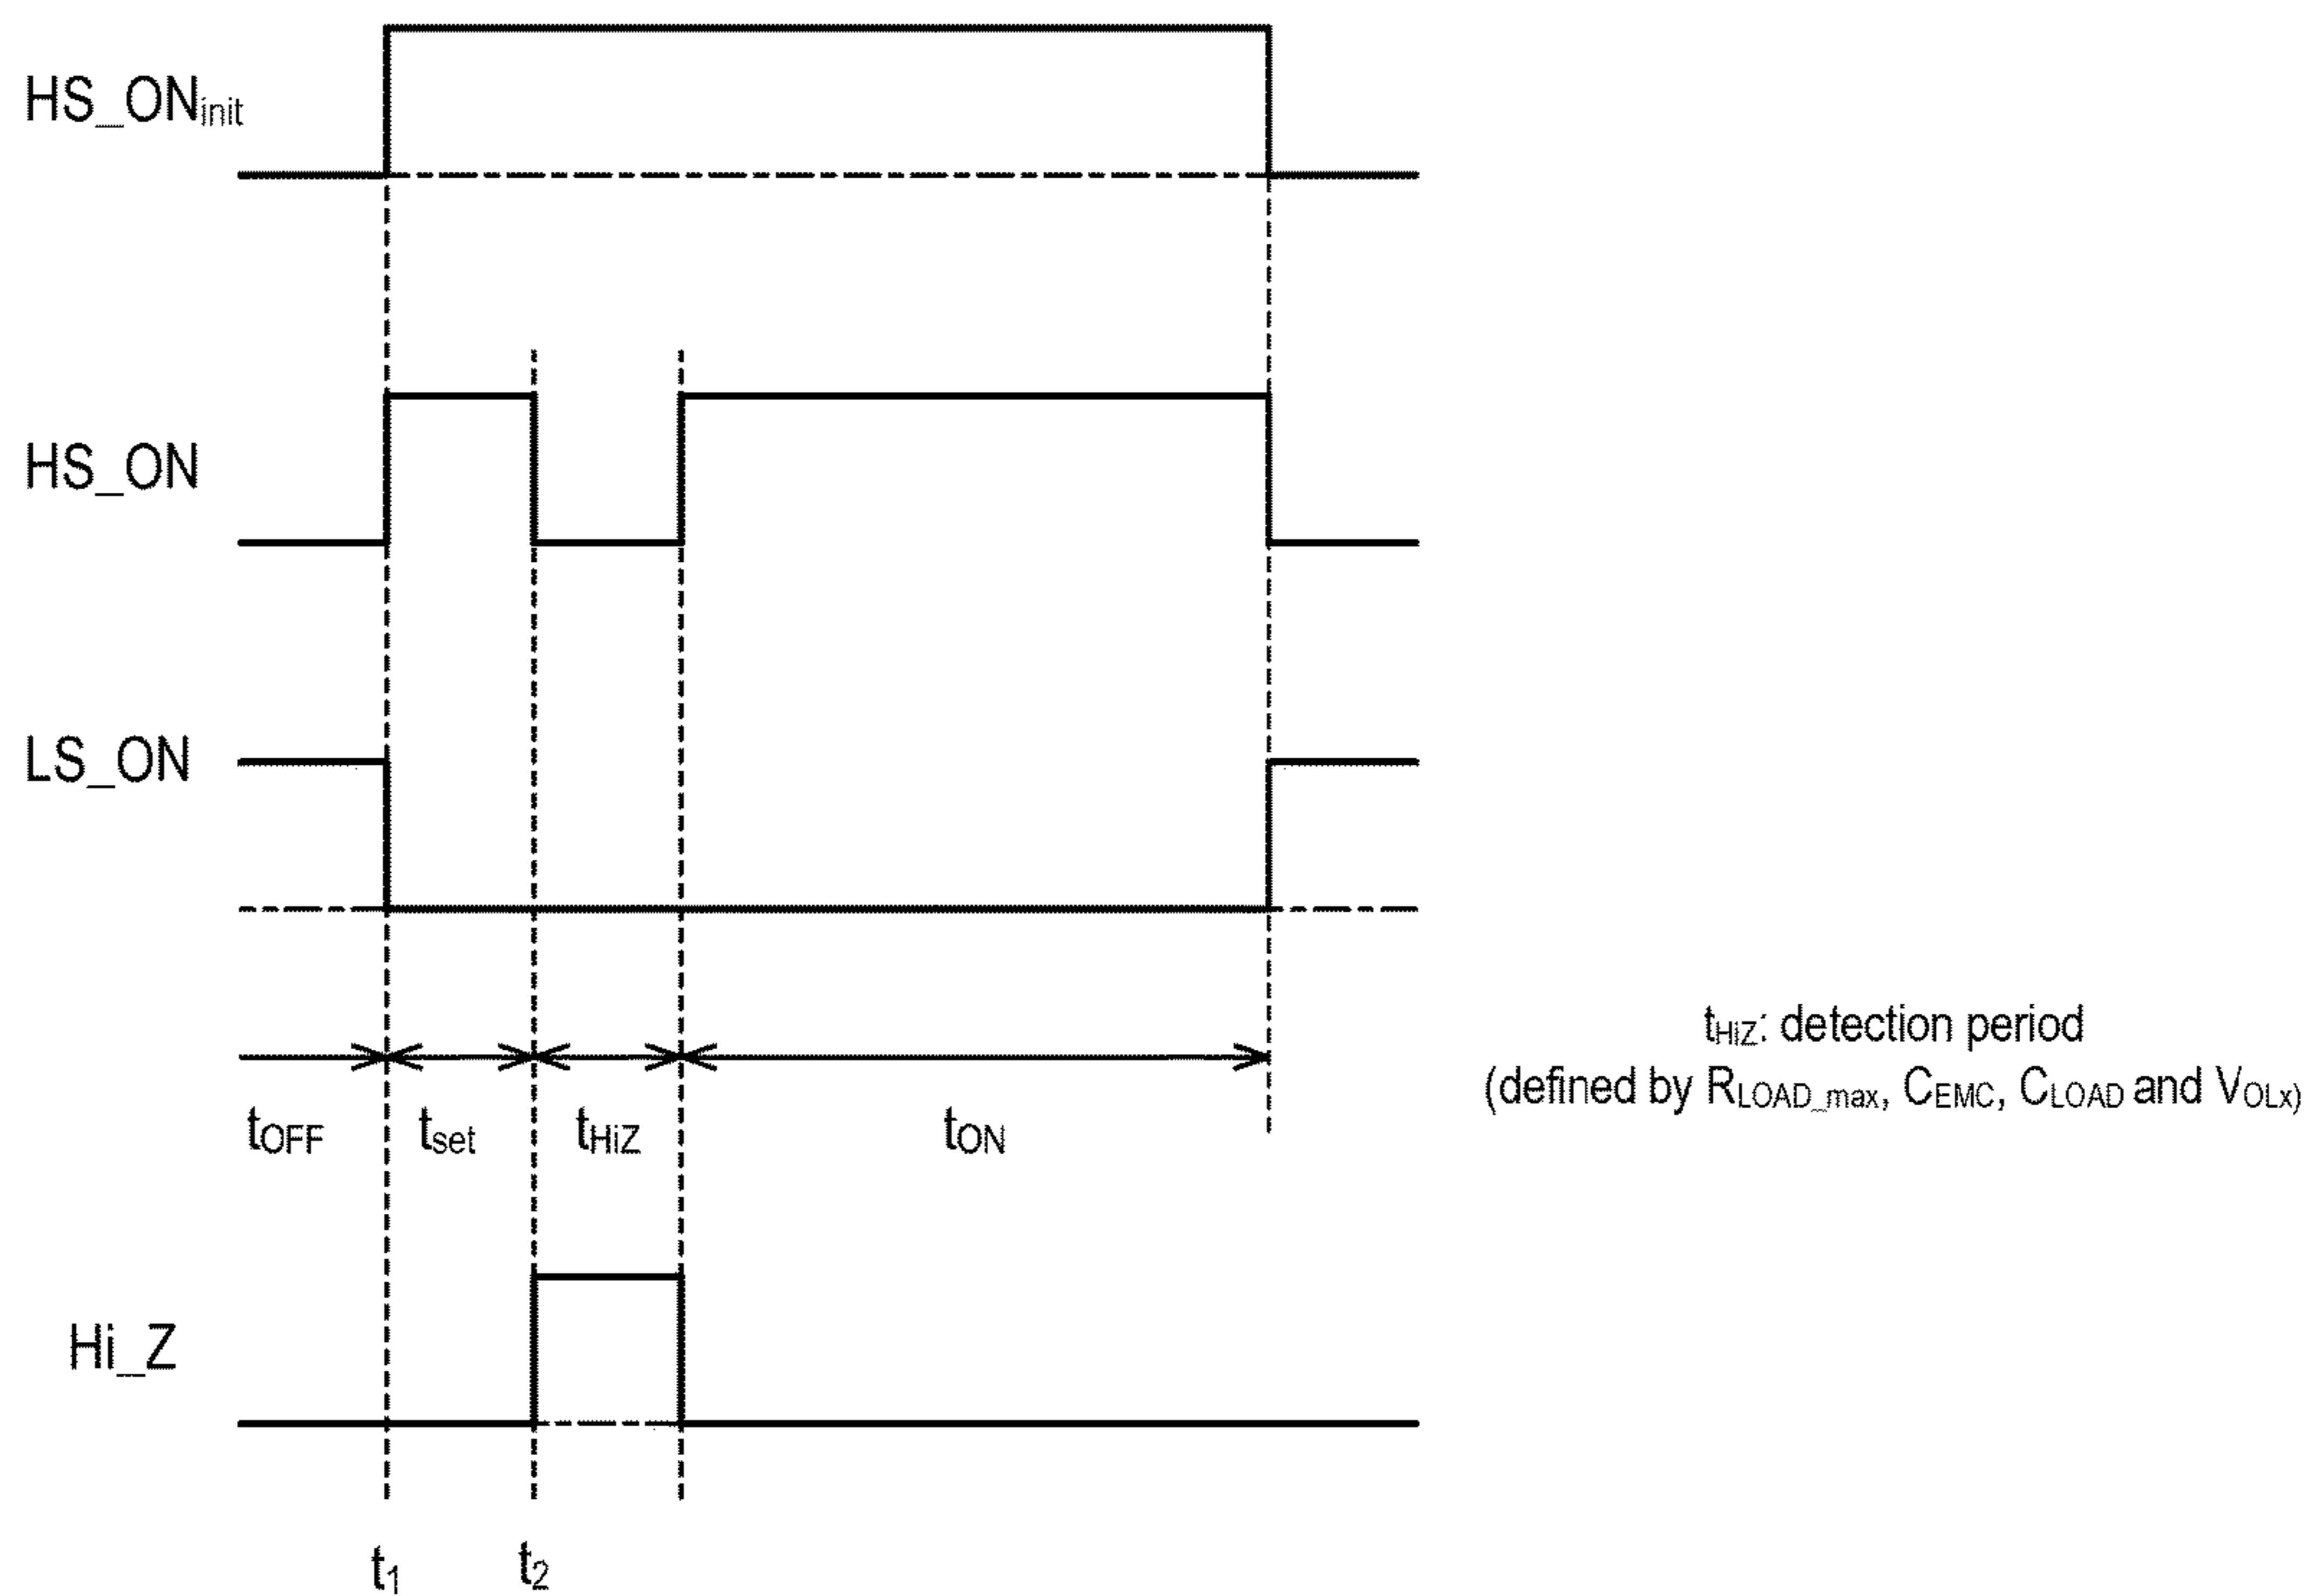 HS_ONinit
HS_ON
LS_ON
tHiZ: detection period
(defined by RLOAD_max, CEMC, CLOAD and VOLx)
tOFF tset tHiZ tON
Hi_Z
t1 t2